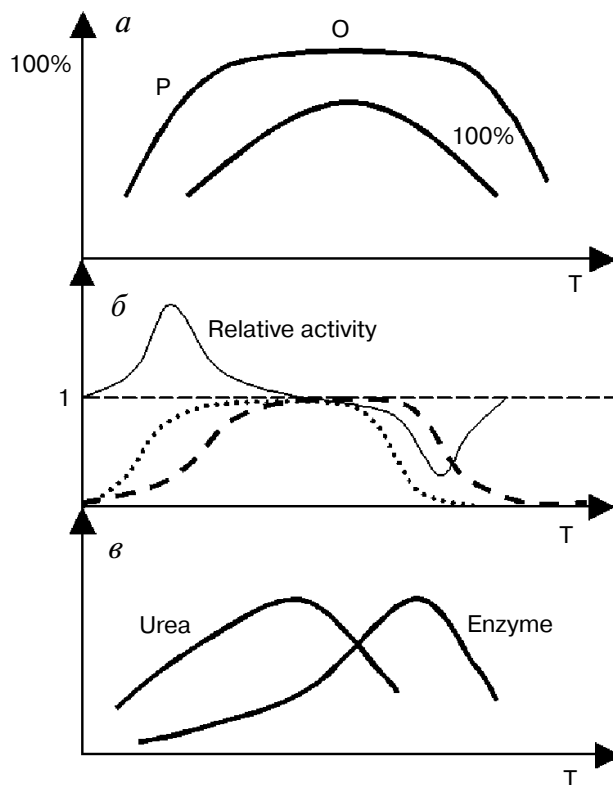 а
O
100%
P
100%
T
б
Relative activity
1
T
в
Urea
Enzyme
T